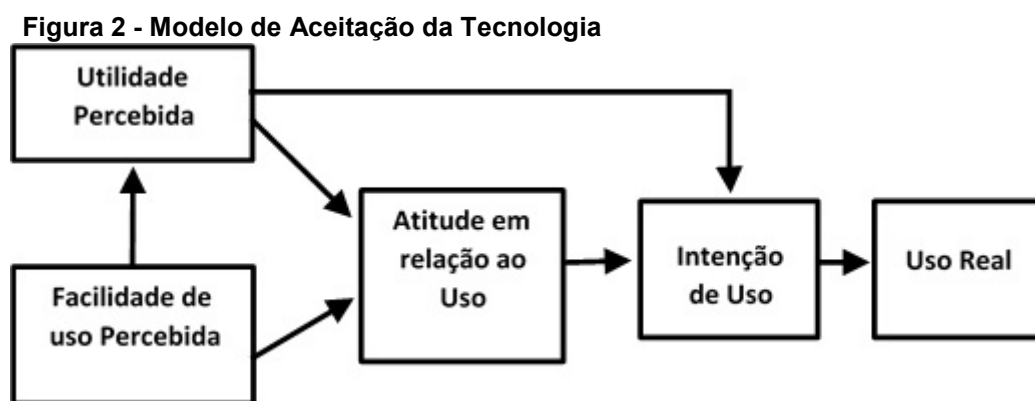 Figura 2 - Modelo de Aceitação da Tecnologia
Utilidade
Percebida
Facilidade de
uso Percebida
Atitude em
relação ao
Uso
Intenção
de Uso
Uso Real